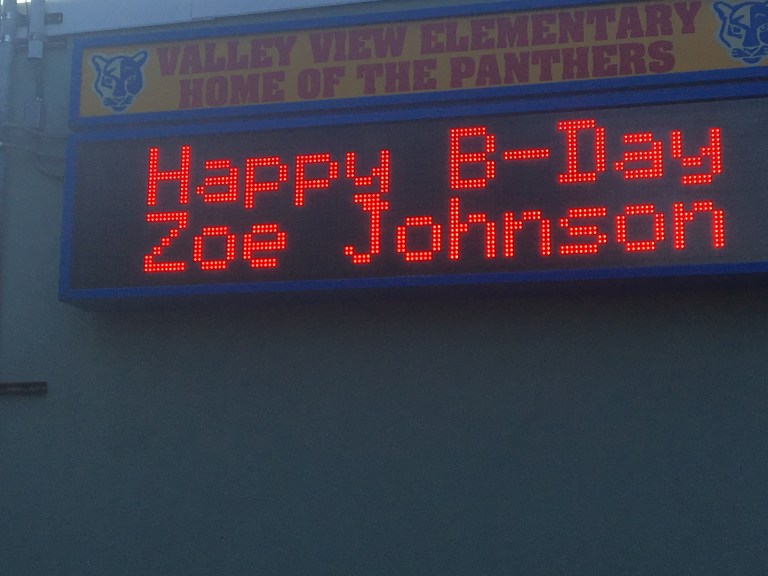 VALLEY VIEW ELEMENTARY
HOME OF THE PANTHERS
Happy B-Day
Zoe Johnson